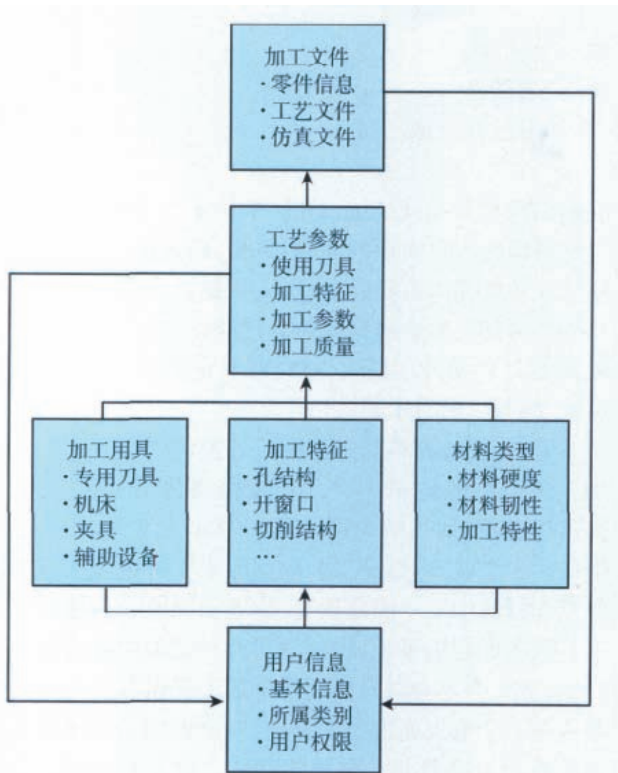 加工文件
·零件信息
·工艺文件
·仿真文件
工艺参数
·使用刀具
·加工特征
·加工参数
·加工质量
加工用具
·专用刀具
·机床
·夹具
·辅助设备
加工特征
·孔结构
·开窗口
·切削结构
…
材料类型
·材料硬度
·材料韧性
·加工特性
用户信息
·基本信息
·所属类别
·用户权限